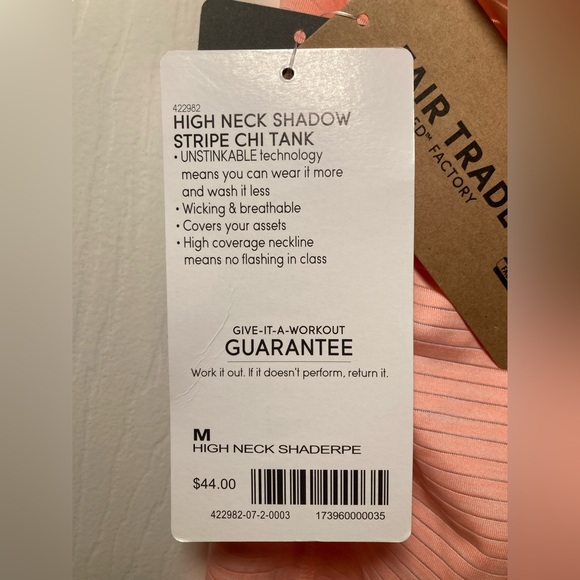 422982
HIGH NECK SHADOW
STRIPE CHI TANK
• UNSTINKABLE technology
means you can wear it more
and wash it less
• Wicking & breathable
• Covers your assets
• High coverage neckline
means no flashing in class
GIVE-IT-A-WORKOUT
GUARANTEE
Work it out. If it doesn't perform, return it.
M
HIGH NECK SHADERPE
$44.00
422982-07-2-0003 173960000035
AIR TRADE
ED™ FACTORY